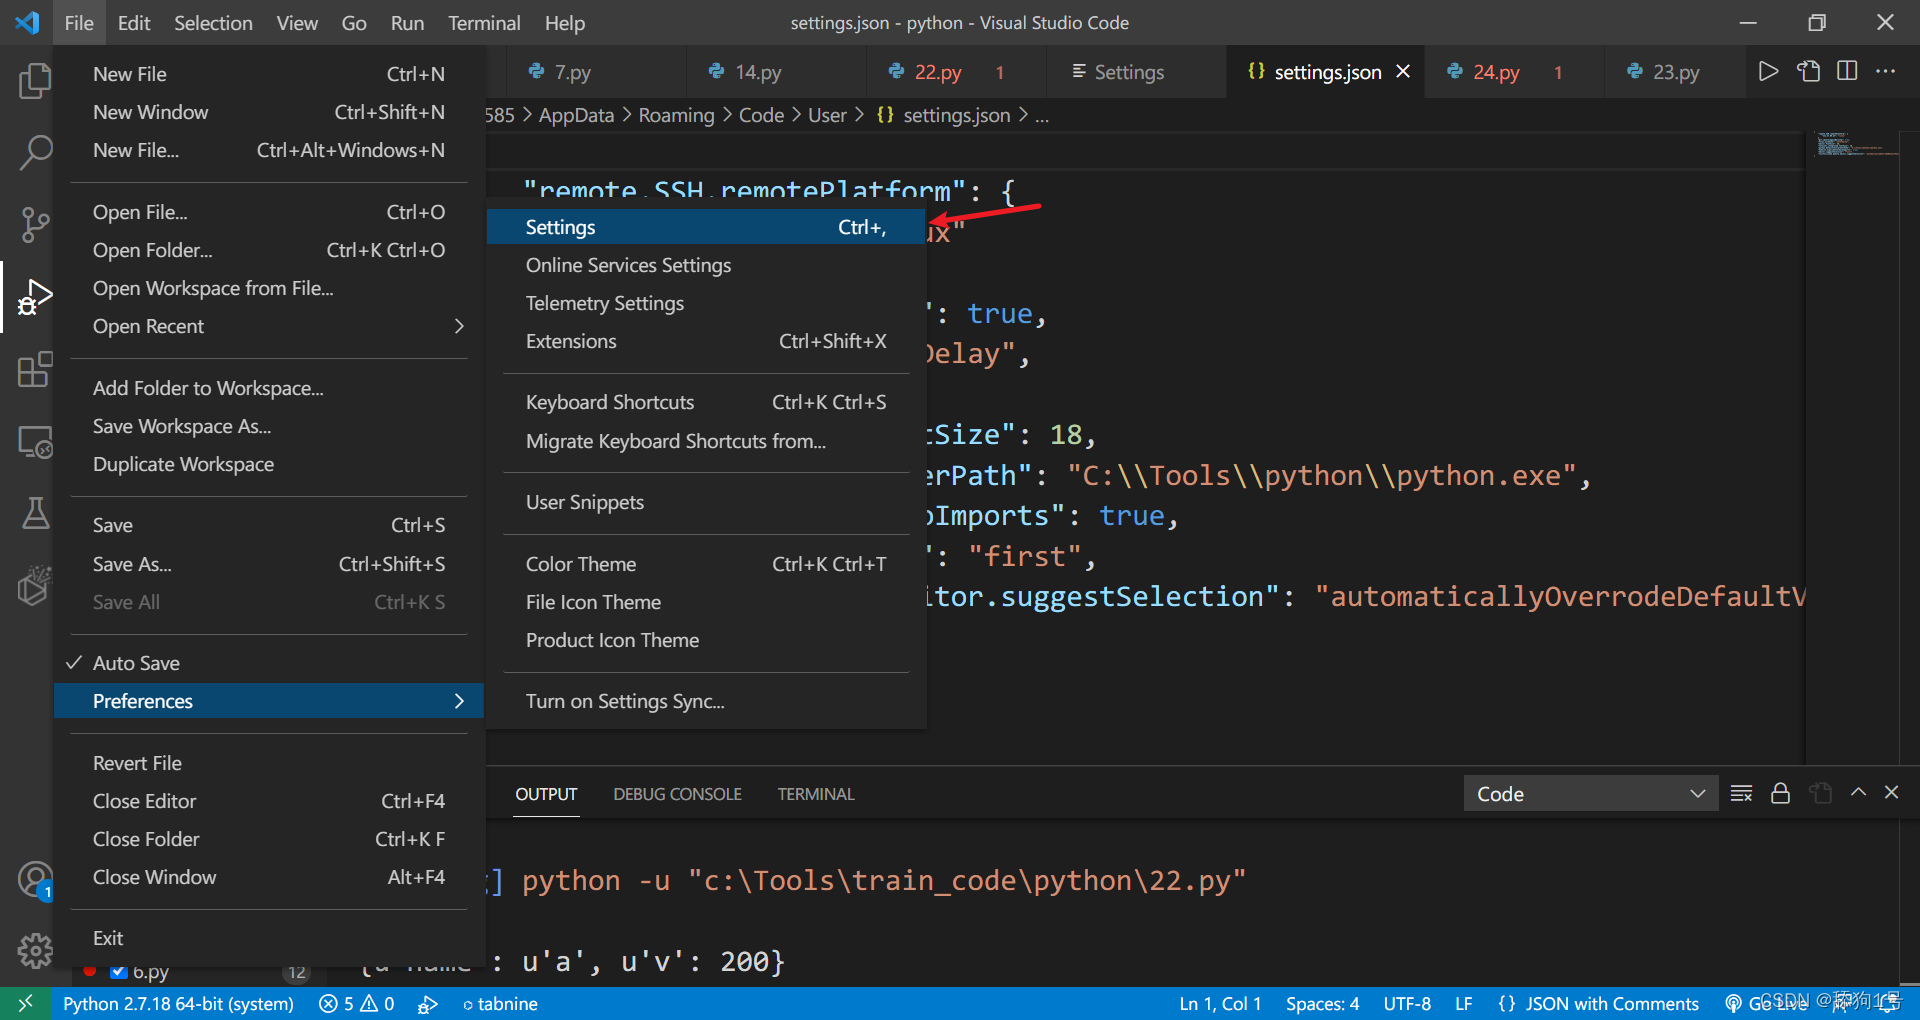 File Edit Selection View Go Run Terminal Help
settings.json - python - Visual Studio Code
7.py 14.py 22.py 1 Settings {} settings.json 24.py 1 23.py
585 > AppData > Roaming > Code > User > {} settings.json > ...
New File Ctrl+N
New Window Ctrl+Shift+N
New File... Ctrl+Alt+Windows+N
Open File... Ctrl+O
Open Folder... Ctrl+K Ctrl+O
Open Workspace from File...
Open Recent
Add Folder to Workspace...
Save Workspace As...
Duplicate Workspace
Save Ctrl+S
Save As... Ctrl+Shift+S
Save All Ctrl+K S
Auto Save
Preferences
Revert File
Close Editor Ctrl+F4
Close Folder Ctrl+K F
Close Window Alt+F4
Exit
Settings Ctrl+,
Online Services Settings
Telemetry Settings
Extensions Ctrl+Shift+X
Keyboard Shortcuts Ctrl+K Ctrl+S
Migrate Keyboard Shortcuts from...
User Snippets
Color Theme Ctrl+K Ctrl+T
File Icon Theme
Product Icon Theme
Turn on Settings Sync...
"remote.SSH.remotePlatform": {
ux"
": true,
Delay",
tSize": 18,
erPath": "C:\\Tools\\python\\python.exe",
oImports": true,
": "first",
itor.suggestSelection": "automaticallyOverrodeDefaultV
OUTPUT DEBUG CONSOLE TERMINAL Code
g] python -u "c:\Tools\train_code\python\22.py"
{u'name': u'a', u'v': 200}
1
6.py 12
Python 2.7.18 64-bit (system) 5 0 tabnine Ln 1, Col 1 Spaces: 4 UTF-8 LF {} JSON with Comments Go Live
CSDN @舔狗1号